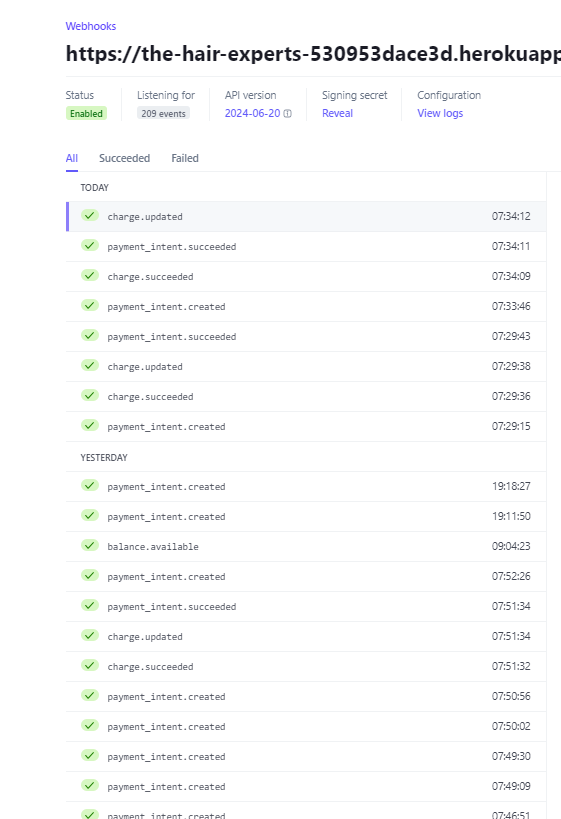 Webhooks
https://the-hair-experts-530953dace3d.herokuapp
Status Listening for API version Signing secret Configuration
Enabled 209 events 2024-06-20 Reveal View logs
All Succeeded Failed
TODAY
charge.updated 07:34:12
payment_intent.succeeded 07:34:11
charge.succeeded 07:34:09
payment_intent.created 07:33:46
payment_intent.succeeded 07:29:43
charge.updated 07:29:38
charge.succeeded 07:29:36
payment_intent.created 07:29:15
YESTERDAY
payment_intent.created 19:18:27
payment_intent.created 19:11:50
balance.available 09:04:23
payment_intent.created 07:52:26
payment_intent.succeeded 07:51:34
charge.updated 07:51:34
charge.succeeded 07:51:32
payment_intent.created 07:50:56
payment_intent.created 07:50:02
payment_intent.created 07:49:30
payment_intent.created 07:49:09
payment_intent.created 07:46:51